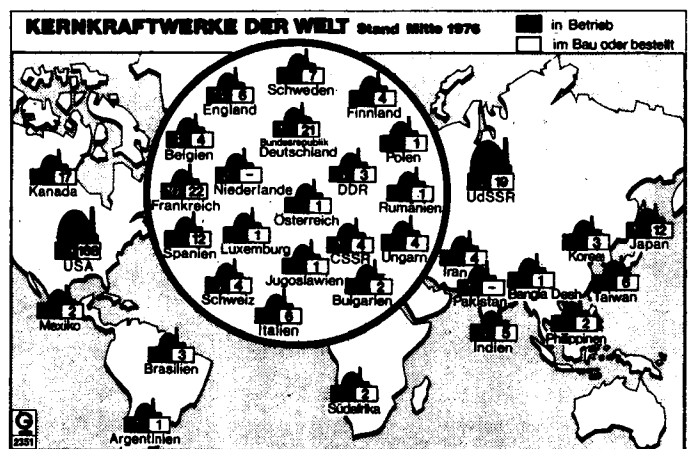 KERNKRAFTWERKE DER WELT Stand Mitte 1976
in Betrieb
im Bau oder bestellt
7
Schweden
6
England
4
Finnland
4
Belgien
21
Bundesrepublik
Deutschland
1
Polen
17
Kanada
–
Niederlande
3
DDR
19
UdSSR
22
Frankreich
1
Österreich
1
Rumänien
12
Spanien
1
Luxemburg
4
CSSR
4
Ungarn
USA
1
Jugoslawien
4
Iran
3
Korea
12
Japan
4
Schweiz
2
Bulgarien
–
Pakistan
1
Bangla Desh
6
Taiwan
2
Mexiko
6
Italien
5
Indien
2
Philippinen
3
Brasilien
2
Südafrika
1
Argentinien
2351